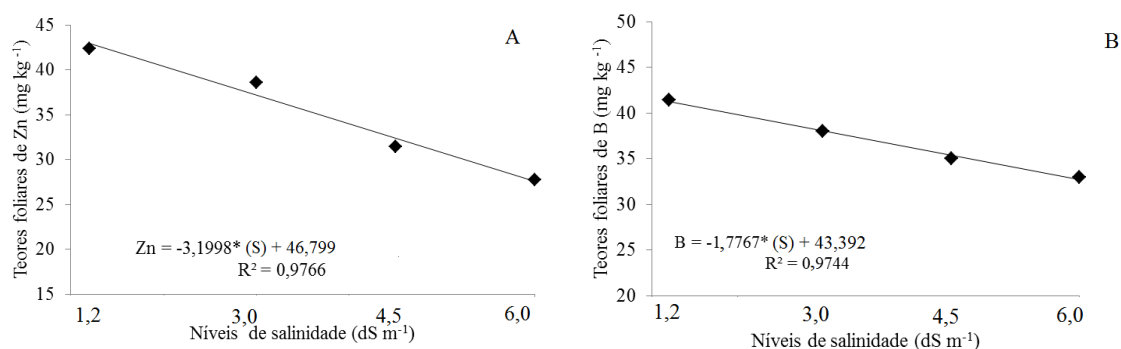 Teores foliares de Zn (mg kg⁻¹)
45
40
35
30
25
20
15
A
Zn = -3,1998* (S) + 46,799
R² = 0,9766
1,2 3,0 4,5 6,0
Níveis de salinidade (dS m⁻¹)
Teores foliares de B (mg kg⁻¹)
50
45
40
35
30
25
20
B
B = -1,7767* (S) + 43,392
R² = 0,9744
1,2 3,0 4,5 6,0
Níveis de salinidade (dS m⁻¹)